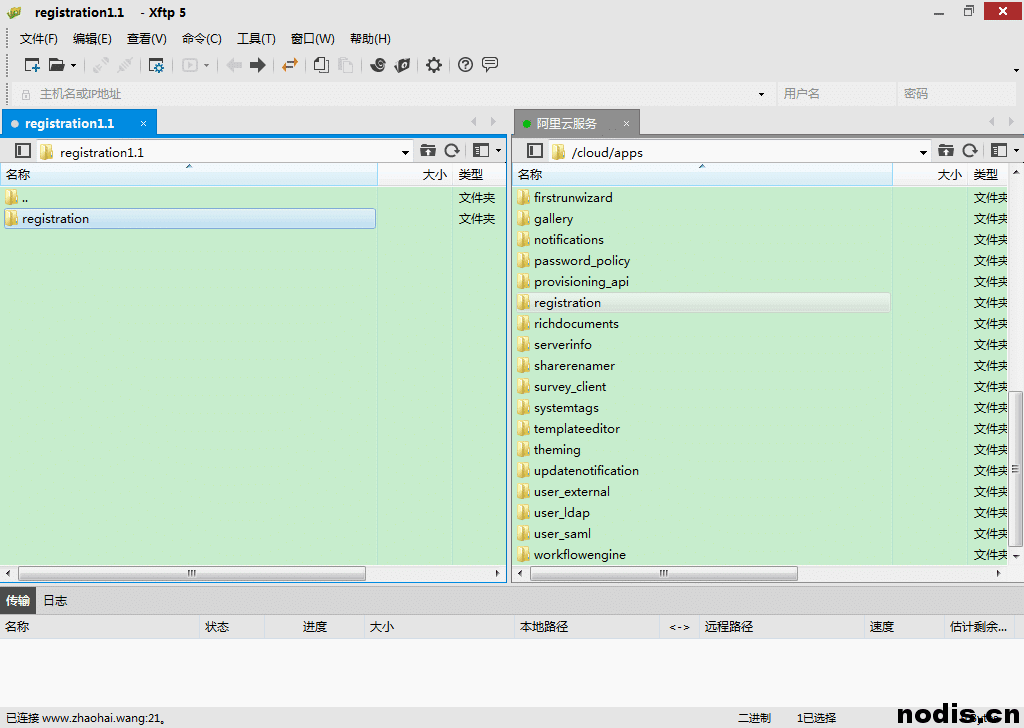 registration1.1 - Xftp 5
文件(F) 编辑(E) 查看(V) 命令(C) 工具(T) 窗口(W) 帮助(H)
主机名或IP地址 用户名 密码
registration1.1 × 阿里云服务 ×
registration1.1 /cloud/apps
名称 大小 类型 名称 大小 类型
.. 文件夹 firstrunwizard 文件夹
registration 文件夹 gallery 文件夹
notifications 文件夹
password_policy 文件夹
provisioning_api 文件夹
registration 文件夹
richdocuments 文件夹
serverinfo 文件夹
sharerenamer 文件夹
survey_client 文件夹
systemtags 文件夹
templateeditor 文件夹
theming 文件夹
updatenotification 文件夹
user_external 文件夹
user_ldap 文件夹
user_saml 文件夹
workflowengine 文件夹
传输 日志
名称 状态 进度 大小 本地路径 <-> 远程路径 速度 估计剩余...
已连接 www.zhaohai.wang:21。 二进制 1已选择
nodis.cn